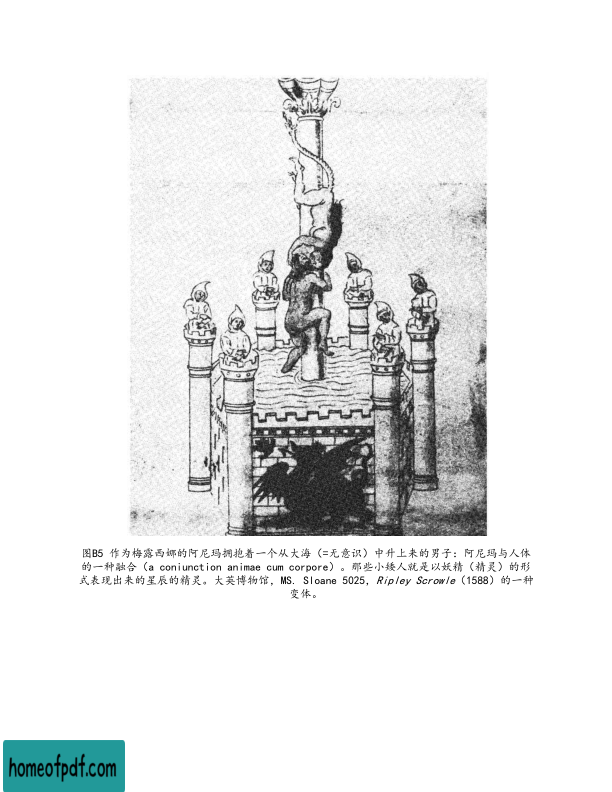 图B5 作为梅露西娜的阿尼玛拥抱着一个从大海（=无意识）中升上来的男子：阿尼玛与人体
的一种融合（a coniunction animae cum corpore）。那些小矮人就是以妖精（精灵）的形
式表现出来的星辰的精灵。大英博物馆，MS. Sloane 5025，Ripley Scrowle（1588）的一种
变体。
homeofpdf.com